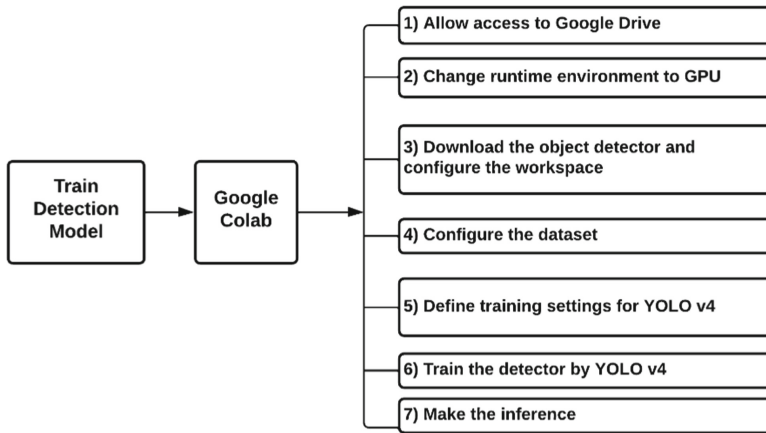 Train
Detection
Model
Google
Colab
1) Allow access to Google Drive
2) Change runtime environment to GPU
3) Download the object detector and
configure the workspace
4) Configure the dataset
5) Define training settings for YOLO v4
6) Train the detector by YOLO v4
7) Make the inference